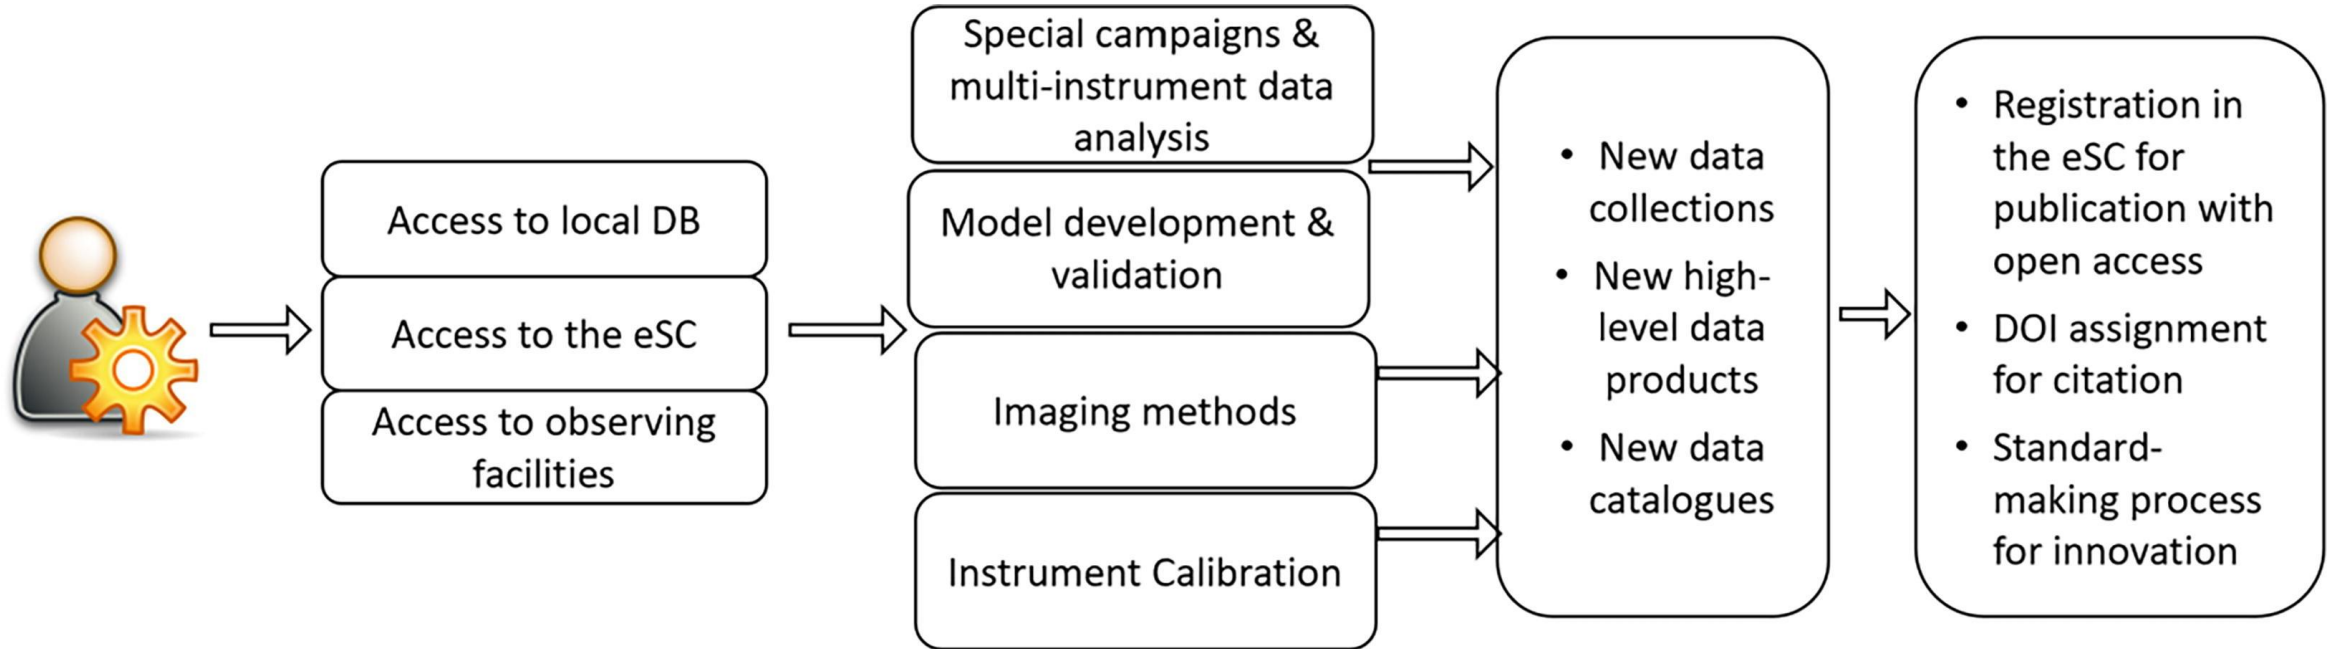 Access to local DB
Access to the eSC
Access to observing
facilities
Special campaigns &
multi-instrument data
analysis
Model development &
validation
Imaging methods
Instrument Calibration
• New data
collections
• New high-
level data
products
• New data
catalogues
• Registration in
the eSC for
publication with
open access
• DOI assignment
for citation
• Standard-
making process
for innovation